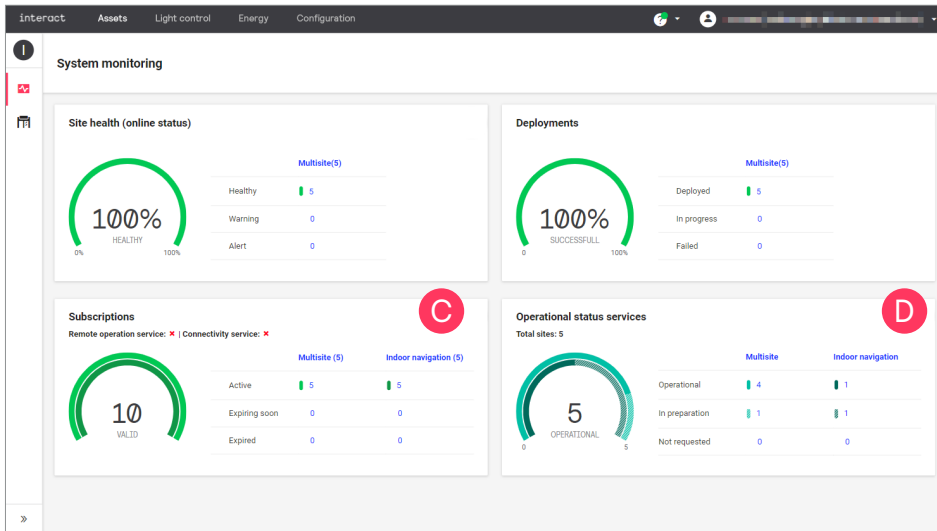 interact Assets Light control Energy Configuration ?
I
System monitoring
Site health (online status)
Multisite(5)
Healthy 5
Warning 0
Alert 0
100%
HEALTHY
0% 100%
Deployments
Multisite(5)
Deployed 5
In progress 0
Failed 0
100%
SUCCESSFULL
0 100%
Subscriptions
C
Remote operation service: ✖ | Connectivity service: ✖
Multisite (5) Indoor navigation (5)
Active 5 5
Expiring soon 0 0
Expired 0 0
10
VALID
Operational status services
D
Total sites: 5
Multisite Indoor navigation
Operational 4 1
In preparation 1 1
Not requested 0 0
5
OPERATIONAL
0 5
»